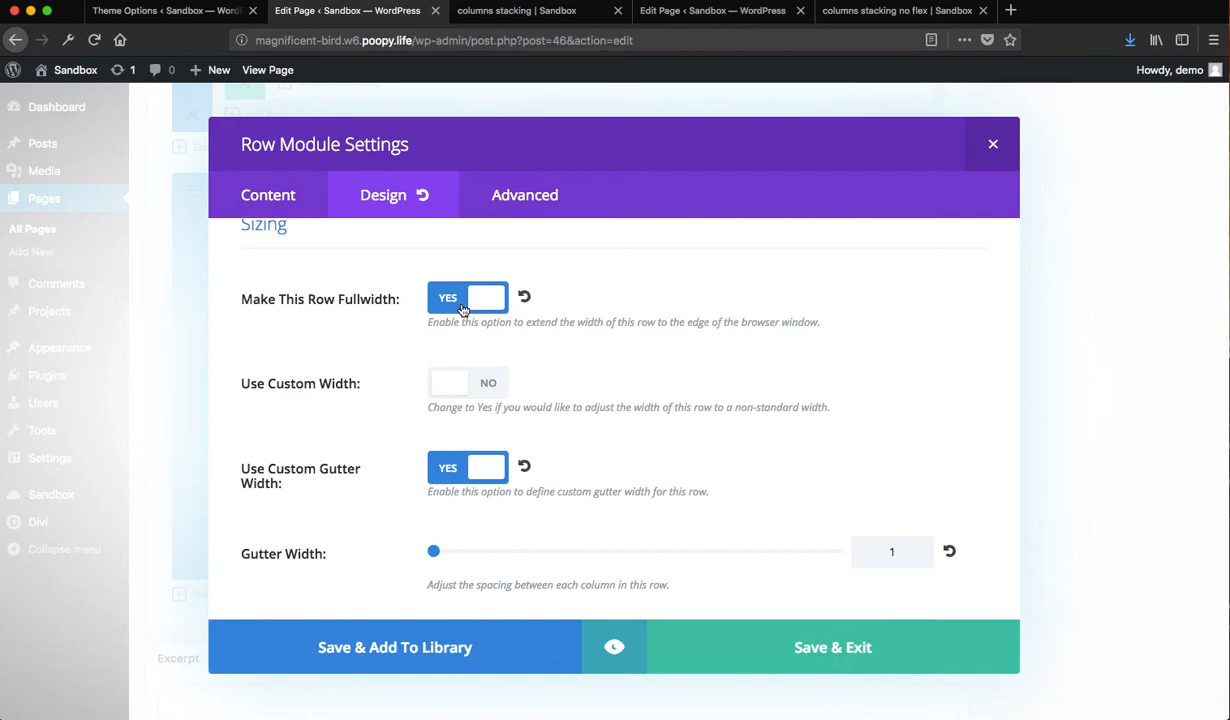 Theme Options ‹ Sandbox — Word
Edit Page ‹ Sandbox — WordPress
columns stacking | Sandbox
Edit Page ‹ Sandbox — WordPress
columns stacking no flex | Sandbox
magnificent-bird.w6.poopy.life/wp-admin/post.php?post=46&action=edit
Sandbox 1 0 New View Page
Howdy, demo
Dashboard
Posts
Media
Pages
All Pages
Add New
Comments
Projects
Appearance
Plugins
Users
Tools
Settings
Sandbox
Divi
Collapse menu
Row Module Settings
Content Design Advanced
Sizing
Make This Row Fullwidth: YES
Enable this option to extend the width of this row to the edge of the browser window.
Use Custom Width: NO
Change to Yes if you would like to adjust the width of this row to a non-standard width.
Use Custom Gutter
Width: YES
Enable this option to define custom gutter width for this row.
Gutter Width: 1
Adjust the spacing between each column in this row.
Save & Add To Library
Save & Exit
Excerpt